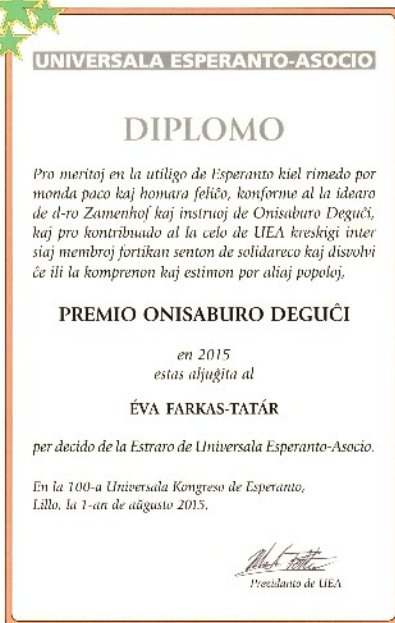 UNIVERSALA ESPERANTO-ASOCIO
DIPLOMO
Pro meritoj en la utiligo de Esperanto kiel rimedo por
monda paco kaj homara feliĉo, konforme al la idearo
de d-ro Zamenhof kaj instruoj de Onisaburo Deguĉi,
kaj pro kontribuado al la celo de UEA kreskigi inter
siaj membroj fortikan senton de solidareco kaj disvolvi
ĉe ili la komprenon kaj estimon por aliaj popoloj,
PREMIO ONISABURO DEGUĈI
en 2015
estas aljuĝita al
ÉVA FARKAS-TATÁR
per decido de la Estraro de Universala Esperanto-Asocio.
En la 100-a Universala Kongreso de Esperanto,
Lillo, la 1-an de aŭgusto 2015.
Prezidanto de UEA